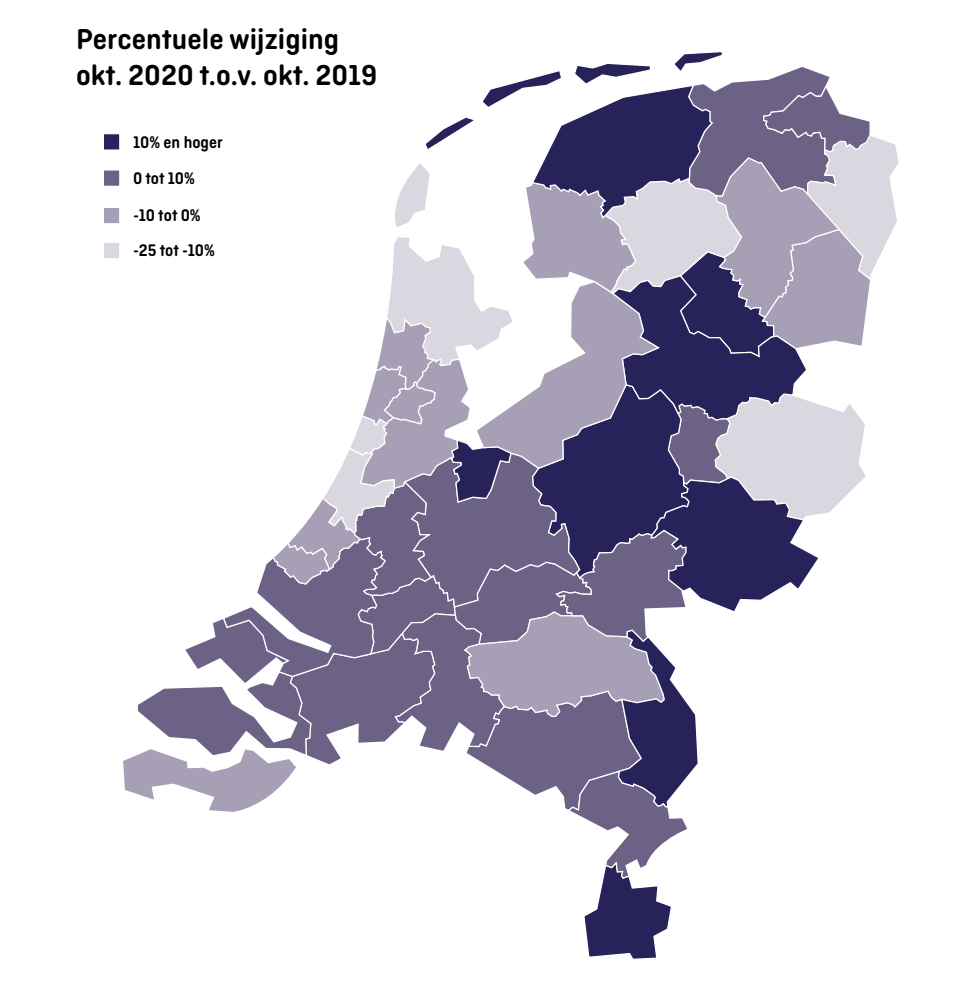 Percentuele wijziging
okt. 2020 t.o.v. okt. 2019
10% en hoger
0 tot 10%
-10 tot 0%
-25 tot -10%